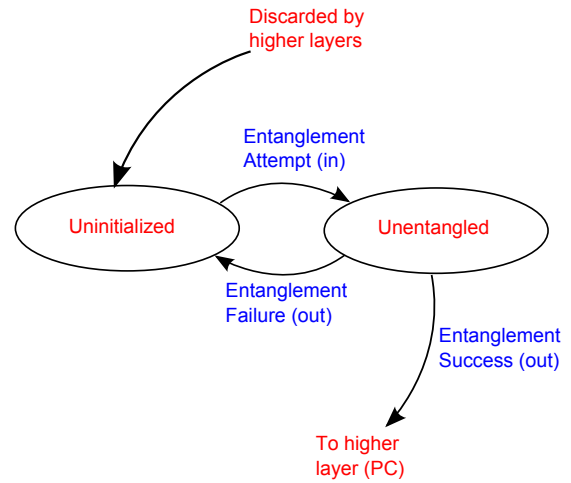 Discarded by
higher layers
Entanglement
Attempt (in)
Uninitialized
Unentangled
Entanglement
Failure (out)
Entanglement
Success (out)
To higher
layer (PC)